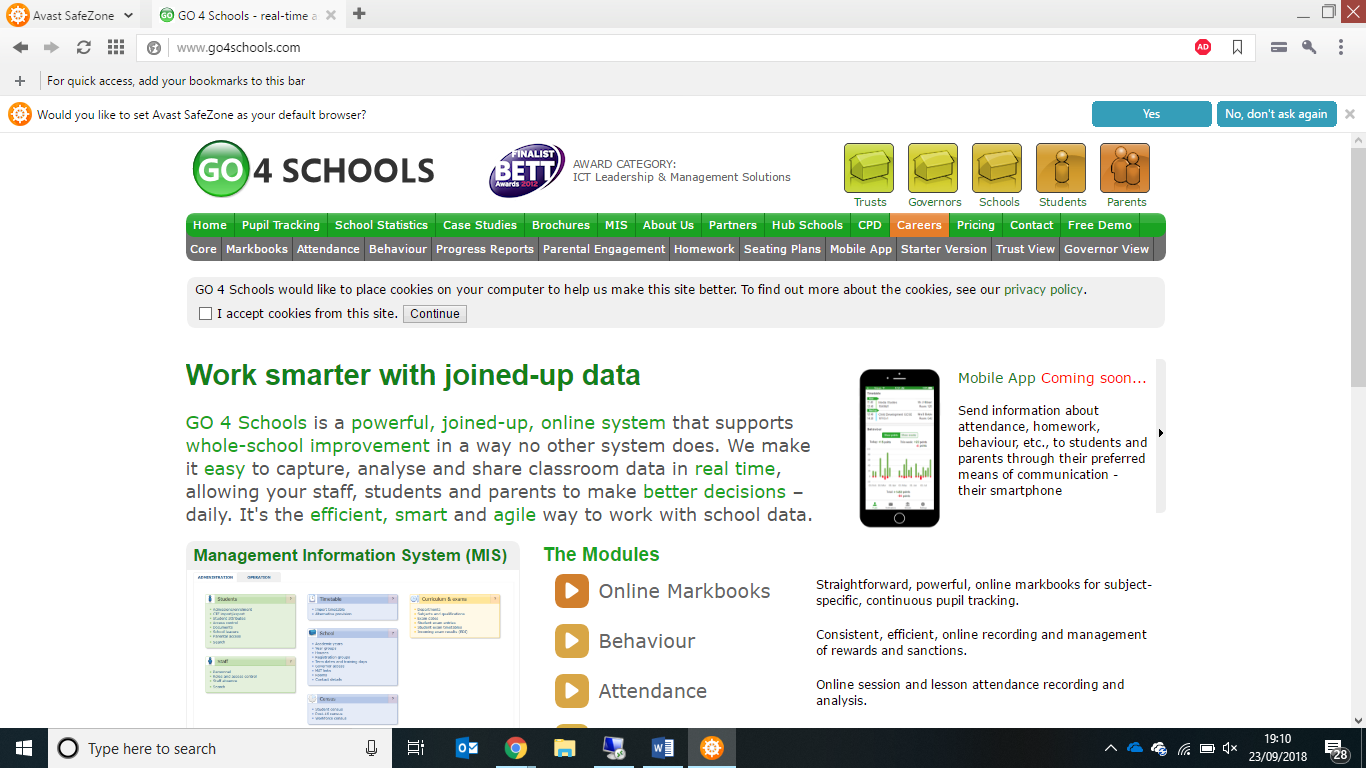 Avast SafeZone
GO 4 Schools - real-time a
www.go4schools.com
AD
For quick access, add your bookmarks to this bar
Would you like to set Avast SafeZone as your default browser?
Yes
No, don't ask again
GO 4 SCHOOLS
FINALIST
BETT
Awards 2012
AWARD CATEGORY:
ICT Leadership & Management Solutions
Trusts Governors Schools Students Parents
Home Pupil Tracking School Statistics Case Studies Brochures MIS About Us Partners Hub Schools CPD Careers Pricing Contact Free Demo
Core Markbooks Attendance Behaviour Progress Reports Parental Engagement Homework Seating Plans Mobile App Starter Version Trust View Governor View
GO 4 Schools would like to place cookies on your computer to help us make this site better. To find out more about the cookies, see our privacy policy.
I accept cookies from this site. Continue
Work smarter with joined-up data
GO 4 Schools is a powerful, joined-up, online system that supports
whole-school improvement in a way no other system does. We make
it easy to capture, analyse and share classroom data in real time,
allowing your staff, students and parents to make better decisions –
daily. It's the efficient, smart and agile way to work with school data.
Mobile App Coming soon...
Send information about
attendance, homework,
behaviour, etc., to students and
parents through their preferred
means of communication -
their smartphone
Management Information System (MIS)
ADMINISTRATION OPERATION
Students
Timetable
Curriculum & exams
School
Staff
Census
The Modules
Online Markbooks
Straightforward, powerful, online markbooks for subject-
specific, continuous pupil tracking.
Behaviour
Consistent, efficient, online recording and management
of rewards and sanctions.
Attendance
Online session and lesson attendance recording and
analysis.
Type here to search
19:10
23/09/2018
28